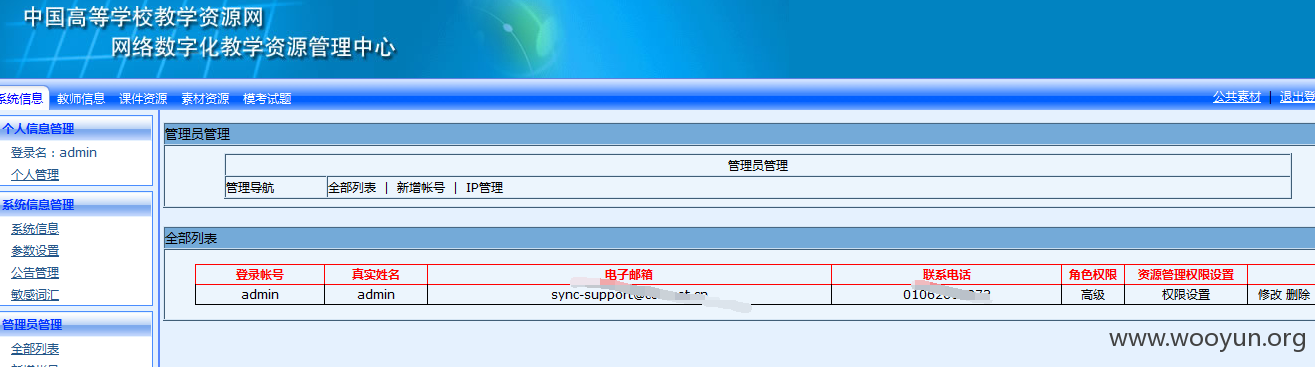 中国高等学校教学资源网
网络数字化教学资源管理中心
系统信息 教师信息 课件资源 素材资源 模考试题
公共素材 | 退出登
个人信息管理
登录名：admin
个人管理
系统信息管理
系统信息
参数设置
公告管理
敏感词汇
管理员管理
全部列表
管理员管理
管理员管理
管理导航 全部列表 | 新增帐号 | IP管理
全部列表
登录帐号 真实姓名 电子邮箱 联系电话 角色权限 资源管理权限设置
admin admin 高级 权限设置 修改 删除
www.wooyun.org